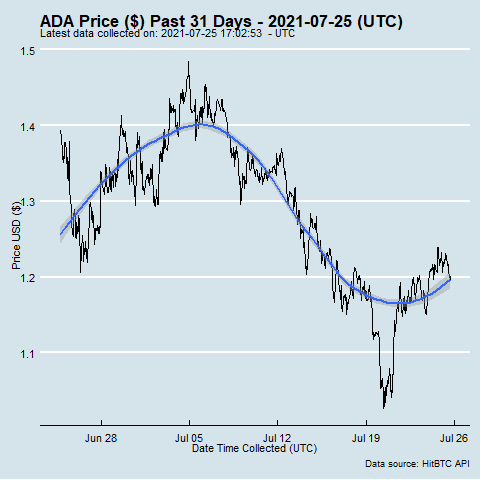 ADA Price ($) Past 31 Days - 2021-07-25 (UTC)
Latest data collected on: 2021-07-25 17:02:53  - UTC
1.5
1.4
1.3
1.2
1.1
Price USD ($)
Jun 28
Jul 05
Jul 12
Jul 19
Jul 26
Date Time Collected (UTC)
Data source: HitBTC API